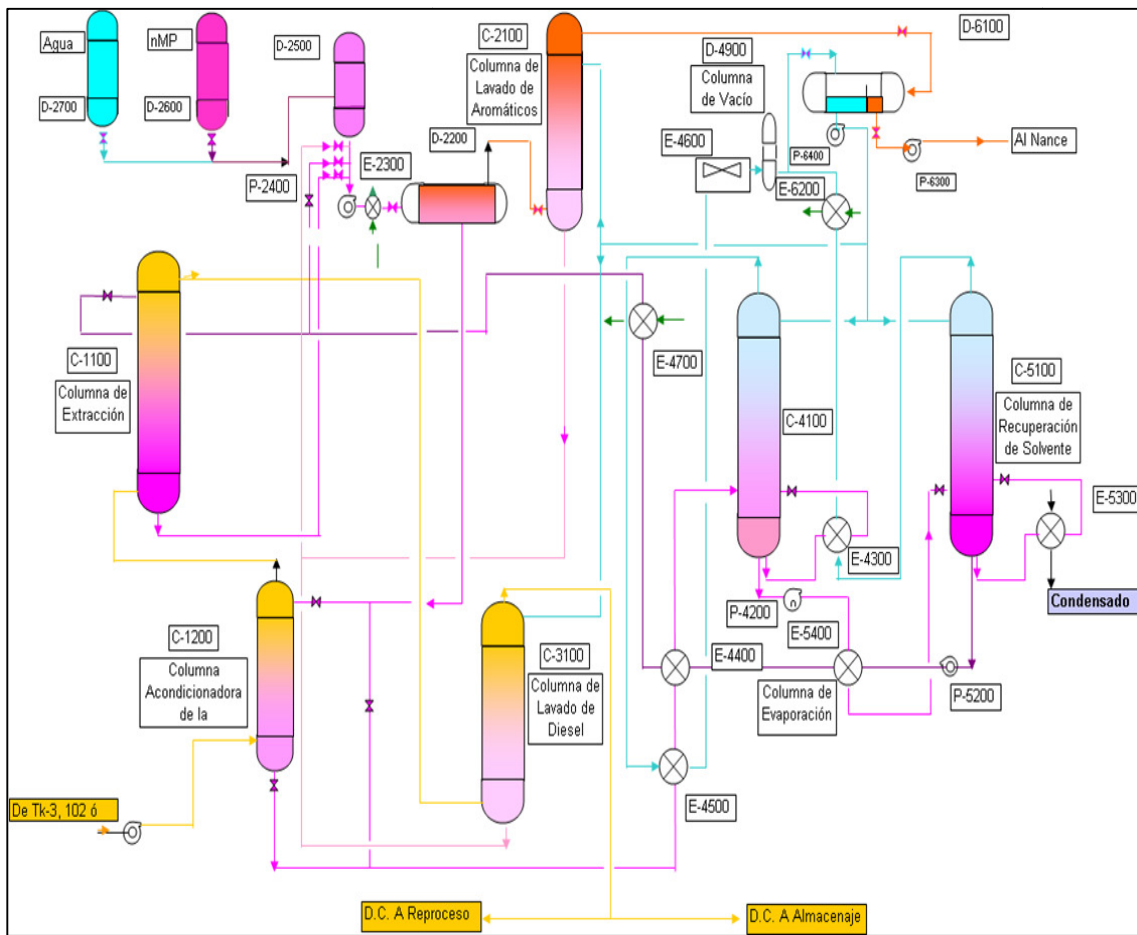 Agua
D-2700
nMP
D-2600
D-2500
P-2400
E-2300
D-2200
C-2100
Columna de
Lavado de
Aromáticos
D-4900
Columna
de Vacío
E-4600
E-6200
P-6400
P-6300
D-6100
Al Nance
C-1100
Columna de
Extracción
E-4700
C-4100
C-5100
Columna de
Recuperación
de Solvente
E-5300
Condensado
E-4300
P-4200
E-5400
Columna de
Evaporación
P-5200
E-4400
E-4500
C-1200
Columna
Acondicionadora
de la
C-3100
Columna de
Lavado de
Diesel
De Tk-3, 102 ó
D.C. A Reproceso
D.C. A Almacenaje